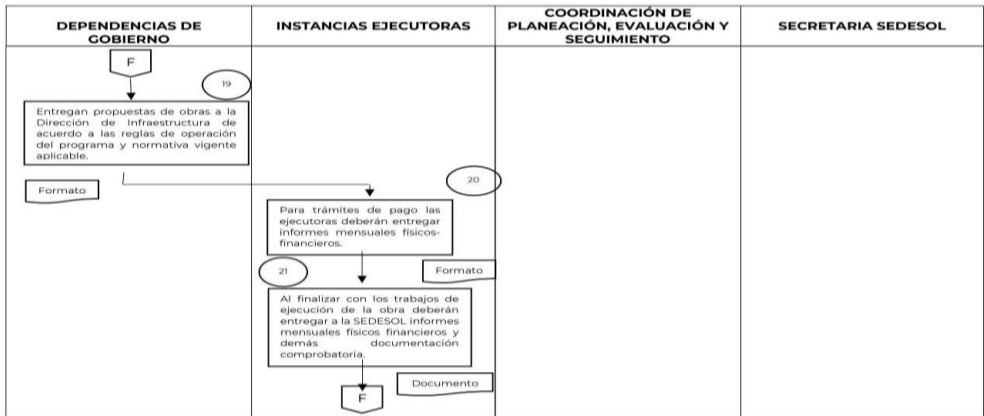 DEPENDENCIAS DE
GOBIERNO
INSTANCIAS EJECUTORAS
COORDINACIÓN DE
PLANEACIÓN, EVALUACIÓN Y
SEGUIMIENTO
SECRETARIA SEDESOL
F
19
Entregan propuestas de obras a la
Dirección de Infraestructura de
acuerdo a las reglas de operación
del programa y normativa vigente
aplicable.
Formato
20
Para trámites de pago las
ejecutoras deberán entregar
informes mensuales físicos-
financieros.
21
Formato
Al finalizar con los trabajos de
ejecución de la obra deberán
entregar a la SEDESOL informes
mensuales físicos financieros y
demás documentación
comprobatoria.
Documento
F